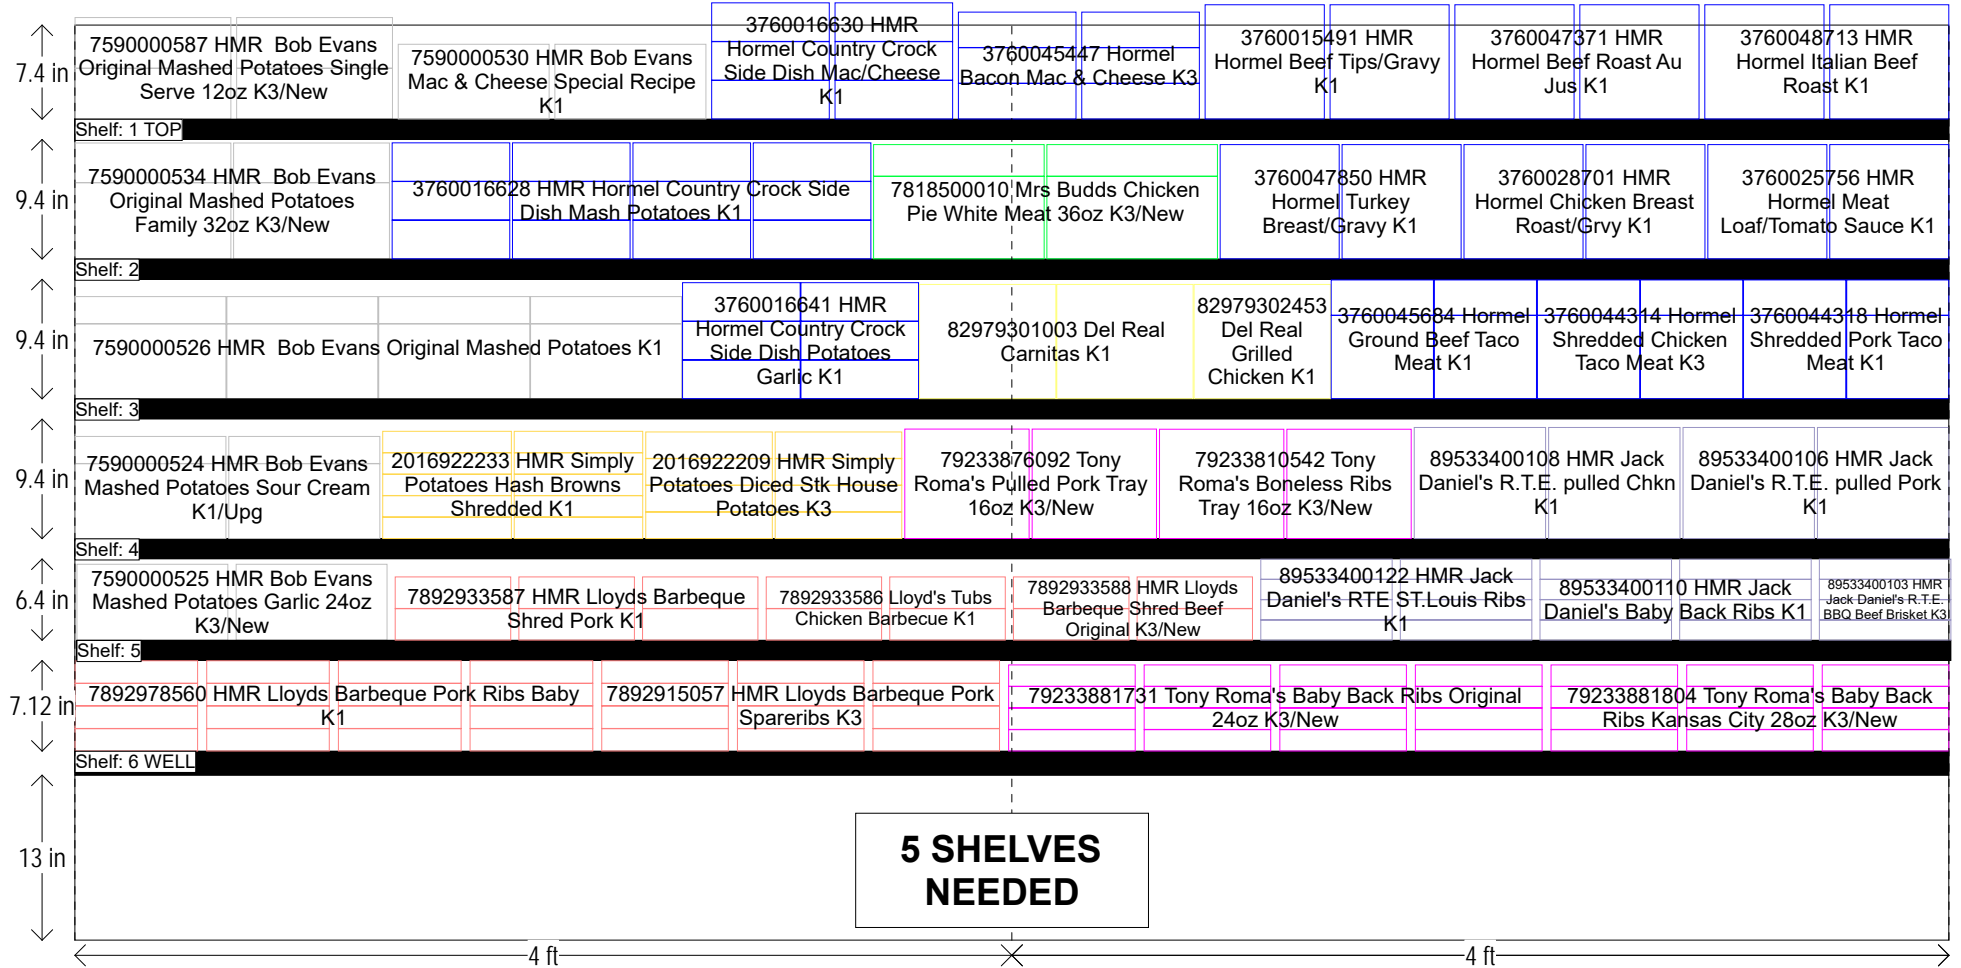 7.4 in
7590000587 HMR  Bob Evans
Original Mashed Potatoes Single
Serve 12oz K3/New
7590000530 HMR Bob Evans
Mac & Cheese Special Recipe
K1
3760016630 HMR
Hormel Country Crock
Side Dish Mac/Cheese
K1
3760045447 Hormel
Bacon Mac & Cheese K3
3760015491 HMR
Hormel Beef Tips/Gravy
K1
3760047371 HMR
Hormel Beef Roast Au
Jus K1
3760048713 HMR
Hormel Italian Beef
Roast K1
Shelf: 1 TOP
9.4 in
7590000534 HMR  Bob Evans
Original Mashed Potatoes
Family 32oz K3/New
3760016628 HMR Hormel Country Crock Side
Dish Mash Potatoes K1
7818500010 Mrs Budds Chicken
Pie White Meat 36oz K3/New
3760047850 HMR
Hormel Turkey
Breast/Gravy K1
3760028701 HMR
Hormel Chicken Breast
Roast/Grvy K1
3760025756 HMR
Hormel Meat
Loaf/Tomato Sauce K1
Shelf: 2
9.4 in
7590000526 HMR  Bob Evans Original Mashed Potatoes K1
3760016641 HMR
Hormel Country Crock
Side Dish Potatoes
Garlic K1
82979301003 Del Real
Carnitas K1
82979302453
Del Real
Grilled
Chicken K1
3760045634 Hormel
Ground Beef Taco
Meat K1
3760044314 Hormel
Shredded Chicken
Taco Meat K3
3760044318 Hormel
Shredded Pork Taco
Meat K1
Shelf: 3
9.4 in
7590000524 HMR Bob Evans
Mashed Potatoes Sour Cream
K1/Upg
2016922233 HMR Simply
Potatoes Hash Browns
Shredded K1
2016922209 HMR Simply
Potatoes Diced Stk House
Potatoes K3
79233876092 Tony
Roma's Pulled Pork Tray
16oz K3/New
79233810542 Tony
Roma's Boneless Ribs
Tray 16oz K3/New
89533400108 HMR Jack
Daniel's R.T.E. pulled Chkn
K1
89533400106 HMR Jack
Daniel's R.T.E. pulled Pork
K1
Shelf: 4
6.4 in
7590000525 HMR Bob Evans
Mashed Potatoes Garlic 24oz
K3/New
7892933587 HMR Lloyds Barbeque
Shred Pork K1
7892933586 Lloyd's Tubs
Chicken Barbecue K1
7892933588 HMR Lloyds
Barbeque Shred Beef
Original K3/New
89533400122 HMR Jack
Daniel's RTE ST.Louis Ribs
K1
89533400110 HMR Jack
Daniel's Baby Back Ribs K1
89533400103 HMR
Jack Daniel's R.T.E.
BBQ Beef Brisket K3
Shelf: 5
7.12 in
7892978560 HMR Lloyds Barbeque Pork Ribs Baby
K1
7892915057 HMR Lloyds Barbeque Pork
Spareribs K3
79233881731 Tony Roma's Baby Back Ribs Original
24oz K3/New
79233881804 Tony Roma's Baby Back
Ribs Kansas City 28oz K3/New
Shelf: 6 WELL
13 in
5 SHELVES
NEEDED
4 ft
4 ft